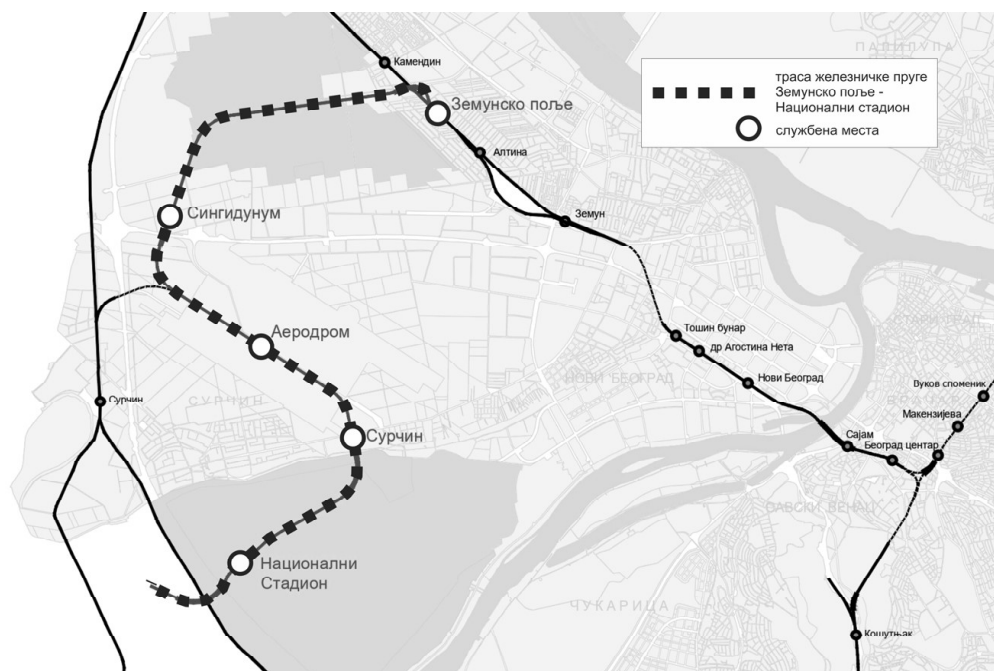 ПАЛИЛУЛА
Камендин
траса железничке пруге
Земунско поље -
Национални стадион
службена места
Земунско поље
Алтина
Сингидунум
Земун
Аеродром
Тошин бунар
др Агостина Нета
НОВИ БЕОГРАД
Нови Београд
Вуков споменик
ВРАЧАР
Сурчин
СУРЧИН
Макензијева
Сурчин
Сајам
Београд центар
САВСКИ ВЕНАЦ
Национални
Стадион
ЧУКАРИЦА
Кошутњак